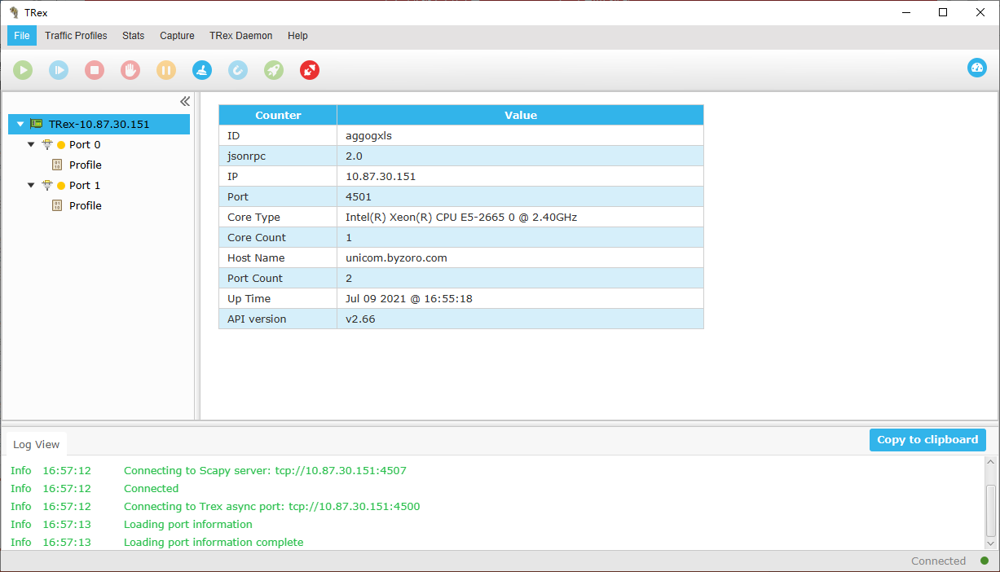 TRex
File Traffic Profiles Stats Capture TRex Daemon Help
TRex-10.87.30.151
Port 0
Profile
Port 1
Profile
Counter Value
ID aggogxls
jsonrpc 2.0
IP 10.87.30.151
Port 4501
Core Type Intel(R) Xeon(R) CPU E5-2665 0 @ 2.40GHz
Core Count 1
Host Name unicom.byzoro.com
Port Count 2
Up Time Jul 09 2021 @ 16:55:18
API version v2.66
Log View Copy to clipboard
Info 16:57:12 Connecting to Scapy server: tcp://10.87.30.151:4507
Info 16:57:12 Connected
Info 16:57:12 Connecting to Trex async port: tcp://10.87.30.151:4500
Info 16:57:13 Loading port information
Info 16:57:13 Loading port information complete
Connected